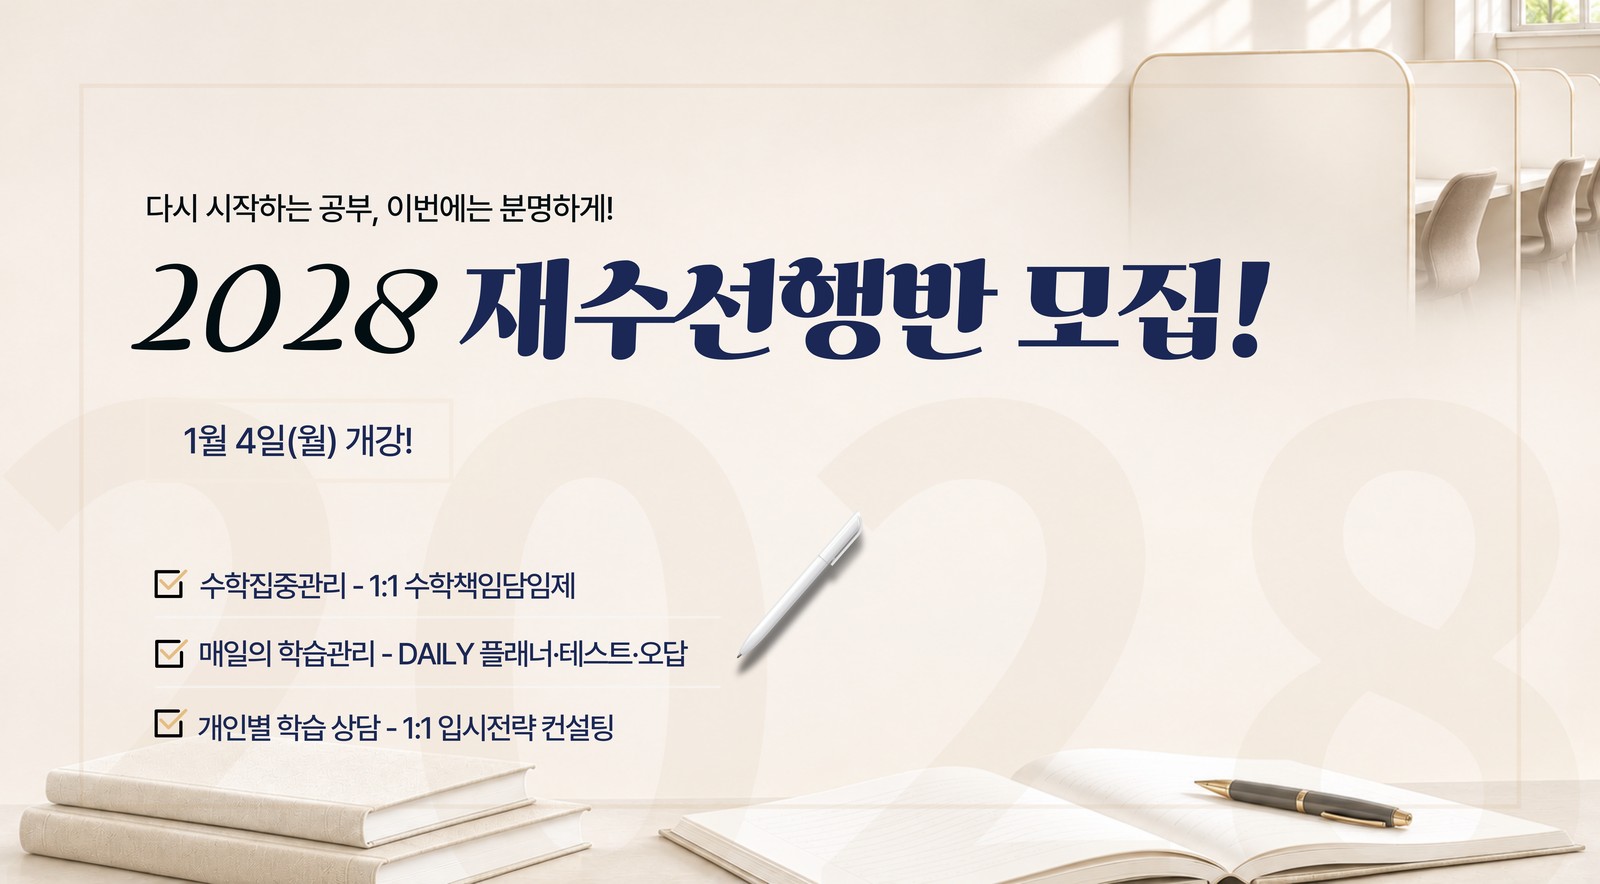 다시 시작하는 공부, 이번에는 분명하게!
2028 재수선행반 모집!
1월 4일(월) 개강!
수학집중관리 - 1:1 수학책임담임제
매일의 학습관리 - DAILY 플래너·테스트·오답
개인별 학습 상담 - 1:1 입시전략 컨설팅
2028